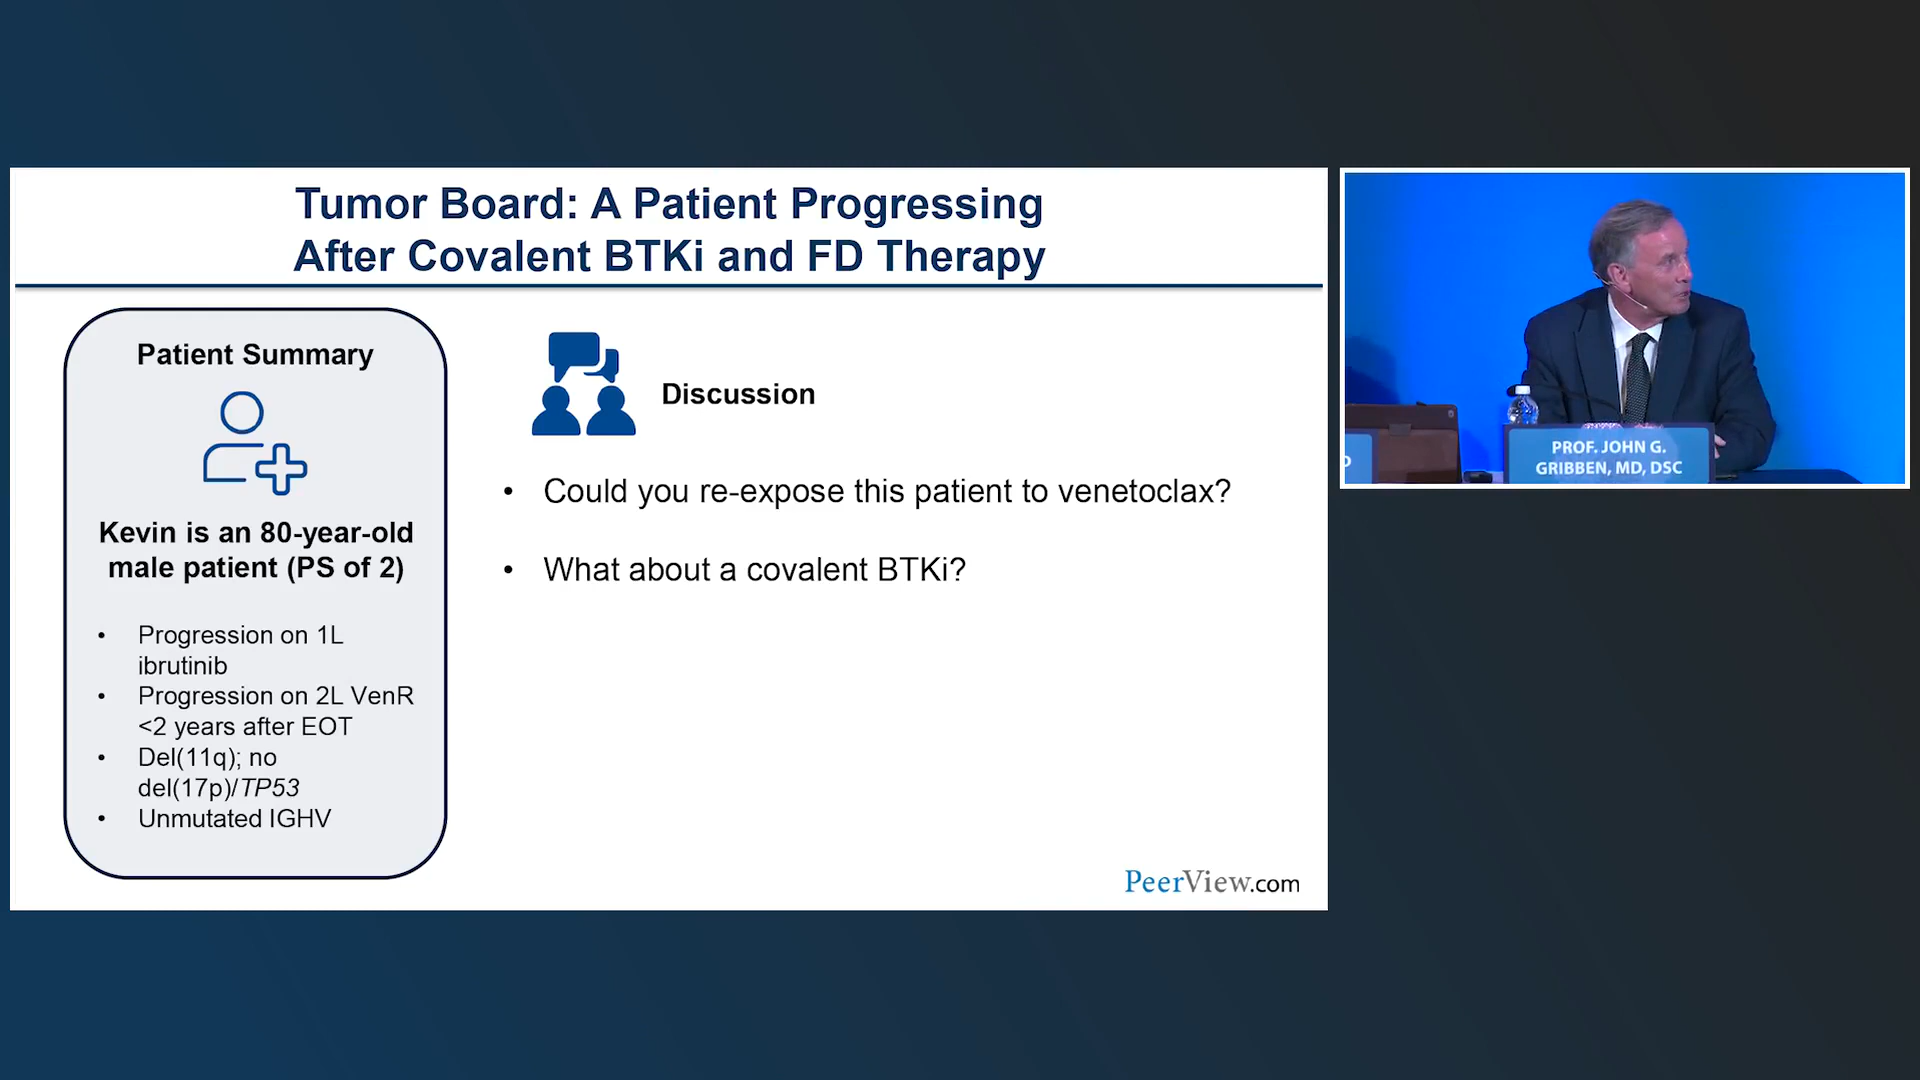 Tumor Board: A Patient Progressing
After Covalent BTKi and FD Therapy
Patient Summary
Kevin is an 80-year-old
male patient (PS of 2)
• Progression on 1L
ibrutinib
• Progression on 2L VenR
<2 years after EOT
• Del(11q); no
del(17p)/TP53
• Unmutated IGHV
Discussion
• Could you re-expose this patient to venetoclax?
• What about a covalent BTKi?
PeerView.com
D
PROF. JOHN G.
GRIBBEN, MD, DSC